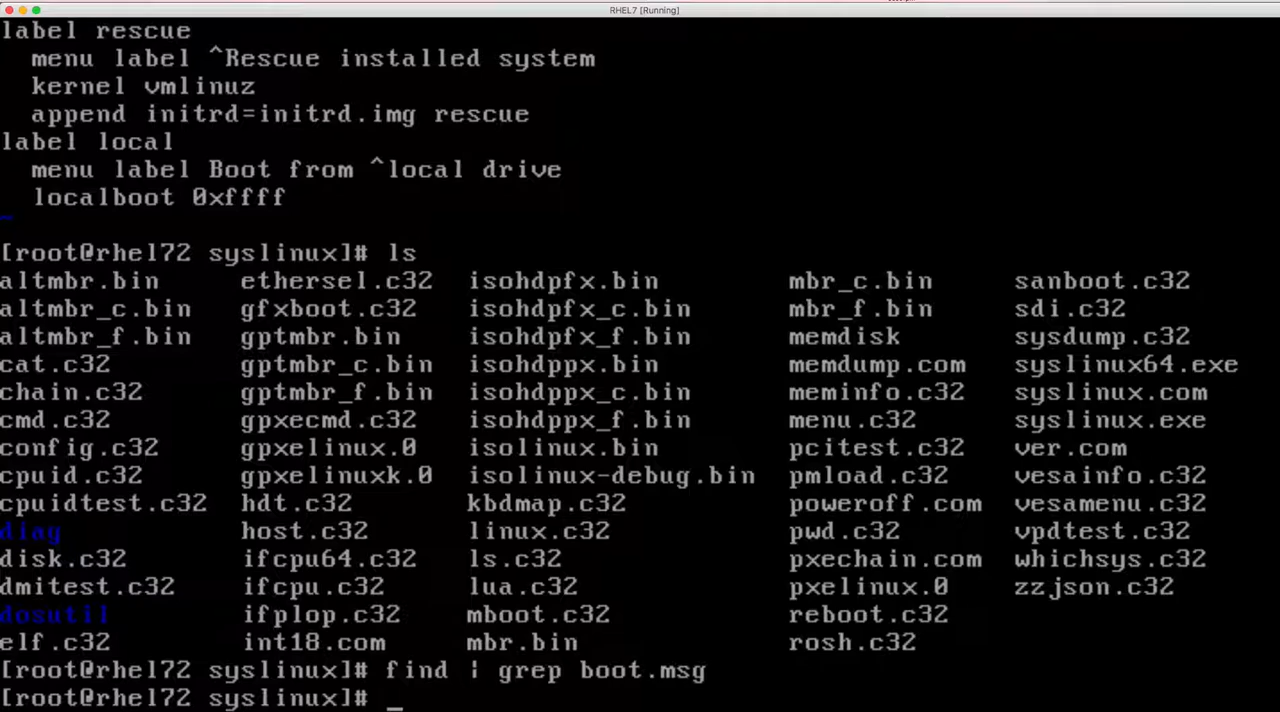 RHEL7 [Running]
label rescue
  menu label ^Rescue installed system
  kernel vmlinuz
  append initrd=initrd.img rescue
label local
  menu label Boot from ^local drive
  localboot 0xffff
[root@rhel72 syslinux]# ls
altmbr.bin ethersel.c32 isohdpfx.bin mbr_c.bin sanboot.c32
altmbr_c.bin gfxboot.c32 isohdpfx_c.bin mbr_f.bin sdi.c32
altmbr_f.bin gptmbr.bin isohdpfx_f.bin memdisk sysdump.c32
cat.c32 gptmbr_c.bin isohdppx.bin memdump.com syslinux64.exe
chain.c32 gptmbr_f.bin isohdppx_c.bin meminfo.c32 syslinux.com
cmd.c32 gpxecmd.c32 isohdppx_f.bin menu.c32 syslinux.exe
config.c32 gpxelinux.0 isolinux.bin pcitest.c32 ver.com
cpuid.c32 gpxelinuxk.0 isolinux-debug.bin pmload.c32 vesainfo.c32
cpuidtest.c32 hdt.c32 kbdmap.c32 poweroff.com vesamenu.c32
diag host.c32 linux.c32 pwd.c32 vpdtest.c32
disk.c32 ifcpu64.c32 ls.c32 pxechain.com whichsys.c32
dmitest.c32 ifcpu.c32 lua.c32 pxelinux.0 zzjson.c32
dosutil ifplop.c32 mboot.c32 reboot.c32
elf.c32 int18.com mbr.bin rosh.c32
[root@rhel72 syslinux]# find | grep boot.msg
[root@rhel72 syslinux]# _